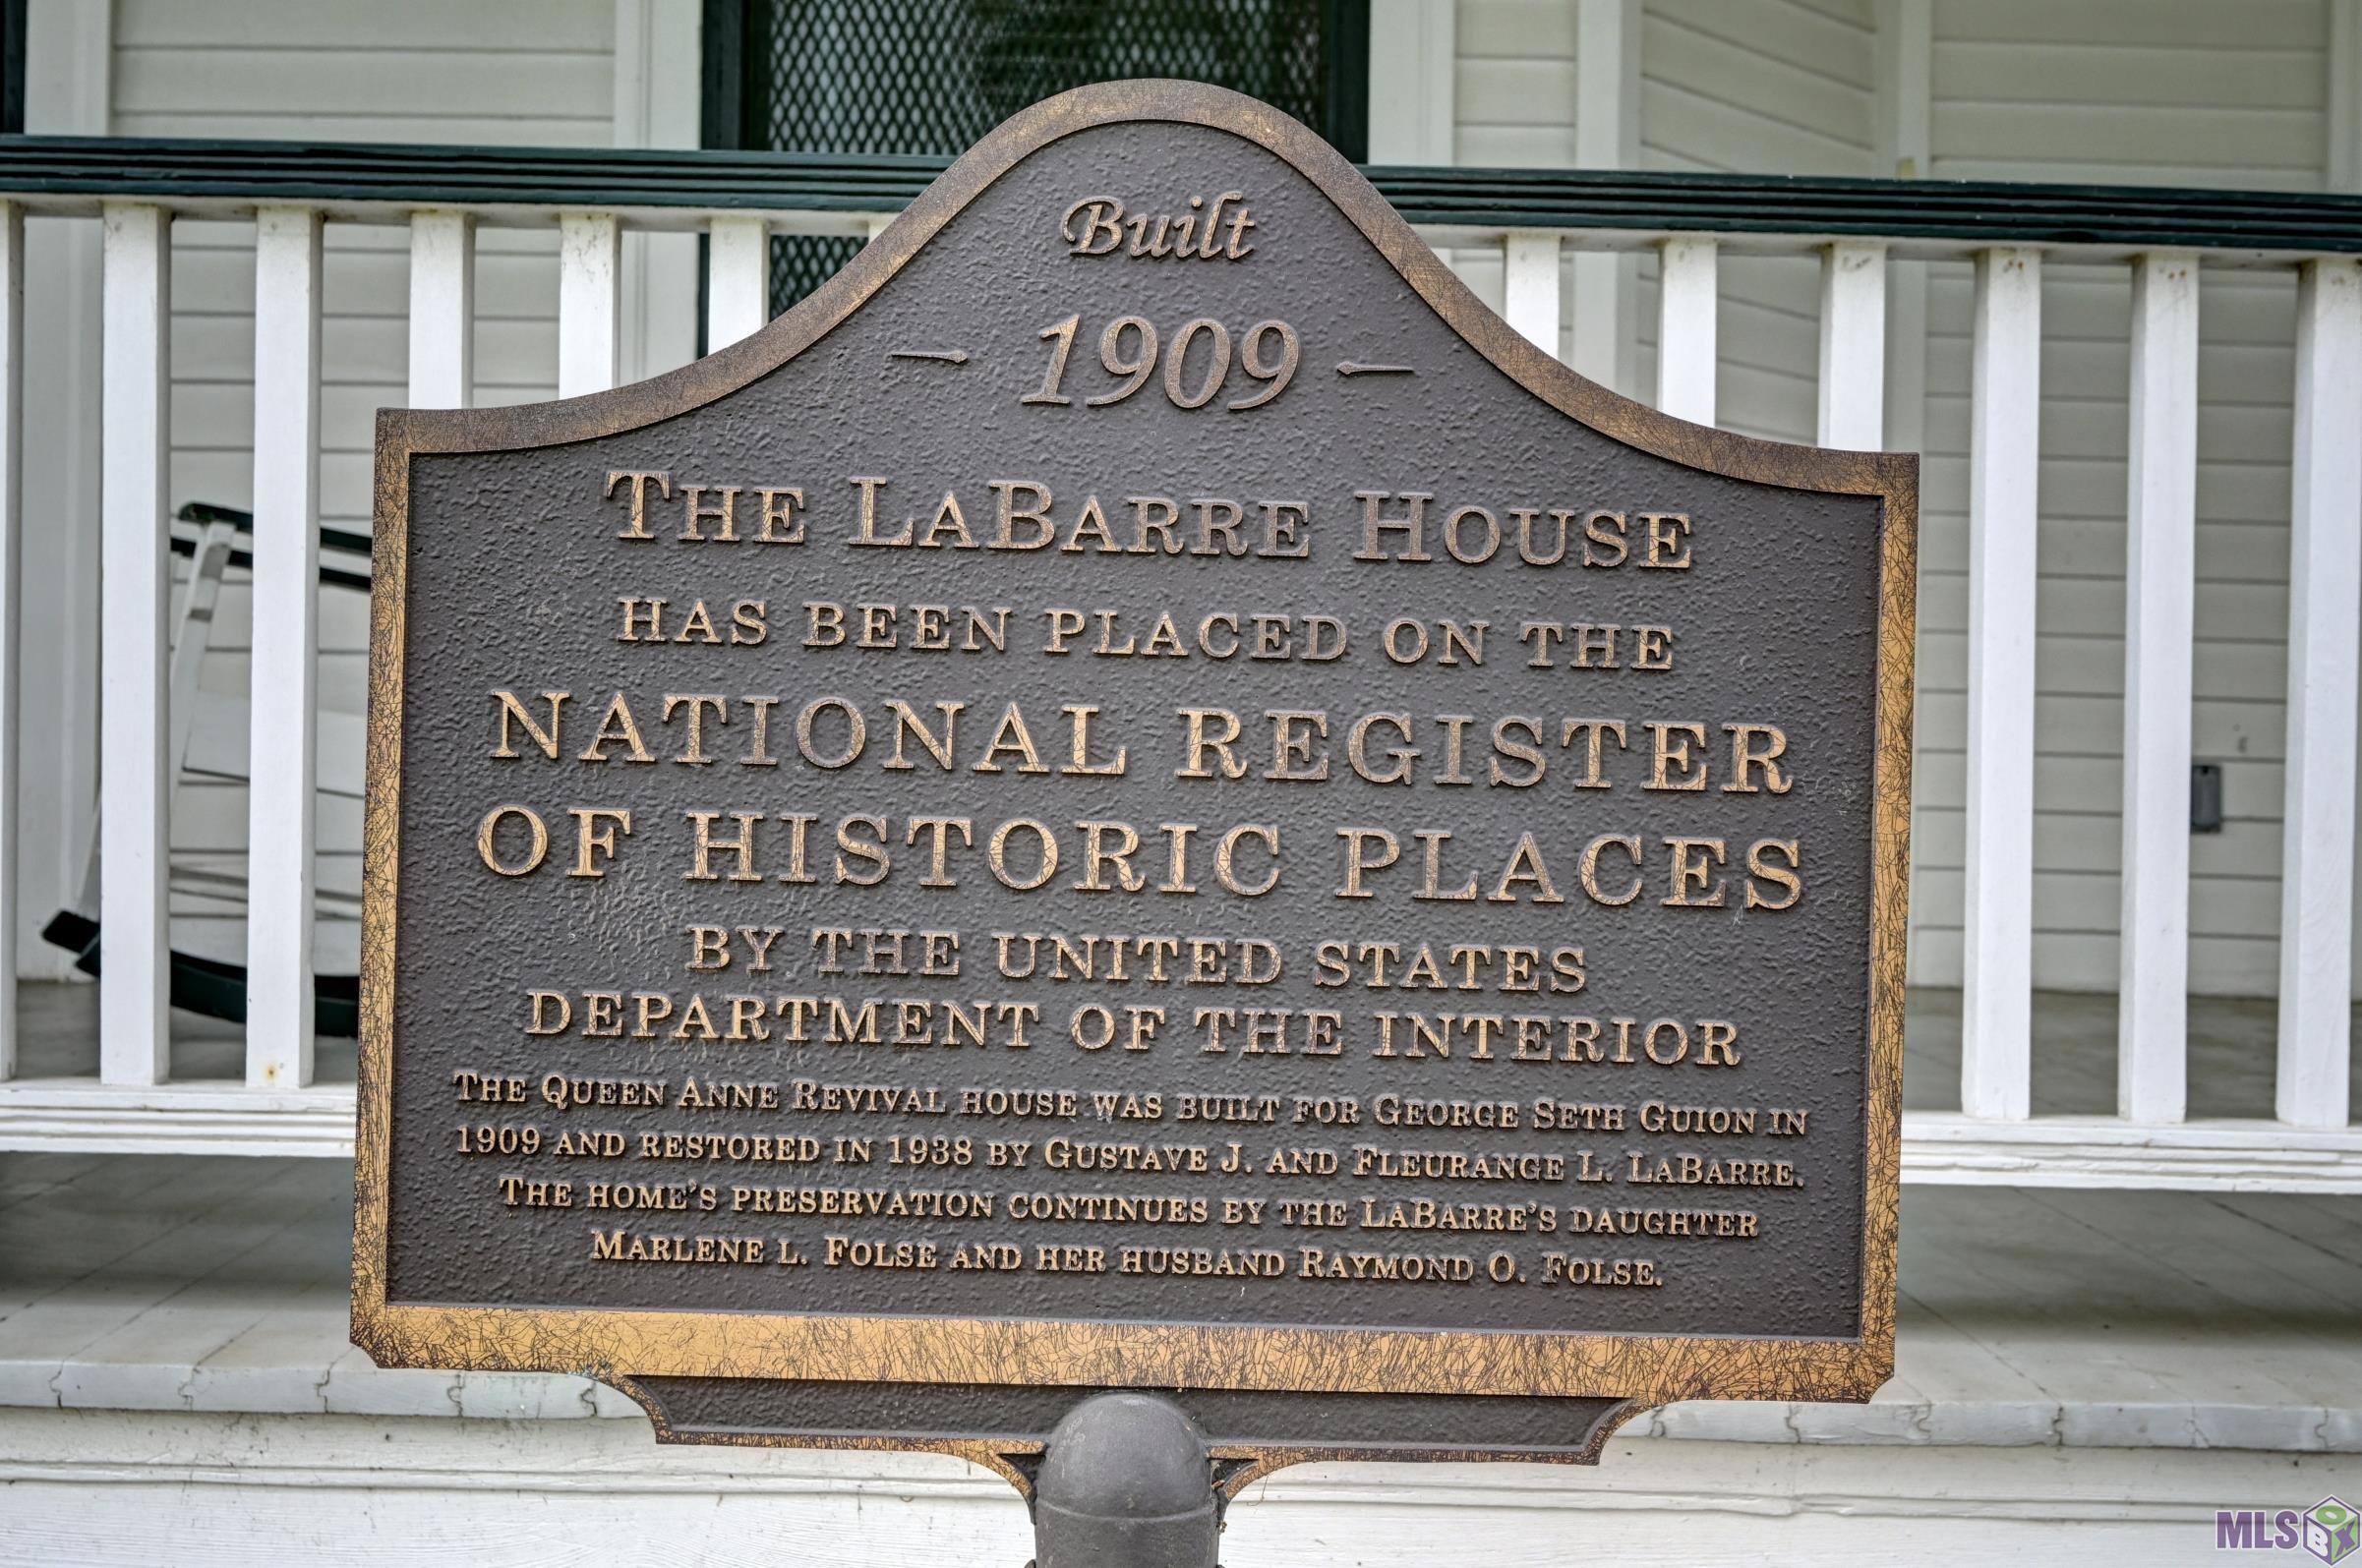 Built
1909
THE LABARRE HOUSE
HAS BEEN PLACED ON THE
NATIONAL REGISTER
OF HISTORIC PLACES
BY THE UNITED STATES
DEPARTMENT OF THE INTERIOR
THE QUEEN ANNE REVIVAL HOUSE WAS BUILT FOR GEORGE SETH GUION IN
1909 AND RESTORED IN 1938 BY GUSTAVE J. AND FLEURANGE L. LABARRE.
THE HOME'S PRESERVATION CONTINUES BY THE LABARRE'S DAUGHTER
MARLENE L. FOLSE AND HER HUSBAND RAYMOND O. FOLSE.
MLSBOX